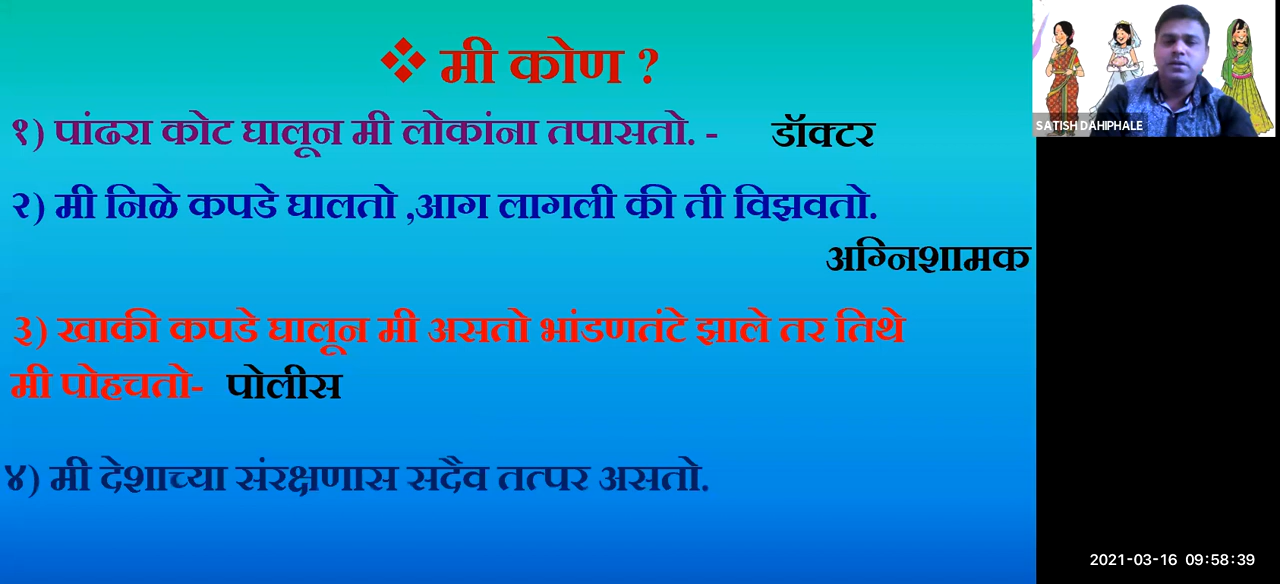 ❖ मी कोण ?
१) पांढरा कोट घालून मी लोकांना तपासतो. - डॉक्टर
२) मी निळे कपडे घालतो ,आग लागली की ती विझवतो.
अग्निशामक
३) खाकी कपडे घालून मी असतो भांडणतंटे झाले तर तिथे
मी पोहचतो- पोलीस
४) मी देशाच्या संरक्षणास सदैव तत्पर असतो.
SATISH DAHIPHALE
2021-03-16 09:58:39